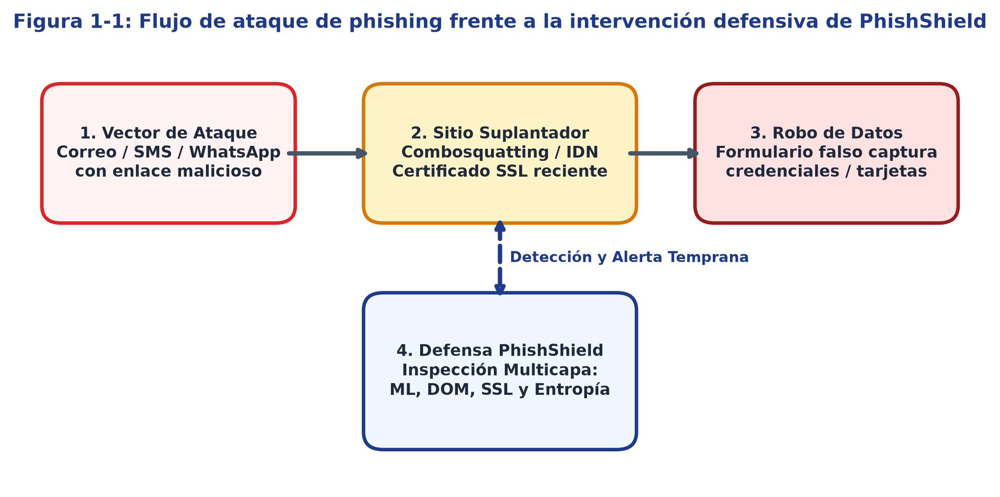 Figura 1-1: Flujo de ataque de phishing frente a la intervención defensiva de PhishShield
1. Vector de Ataque
Correo / SMS / WhatsApp
con enlace malicioso
2. Sitio Suplantador
Combosquatting / IDN
Certificado SSL reciente
3. Robo de Datos
Formulario falso captura
credenciales / tarjetas
Detección y Alerta Temprana
4. Defensa PhishShield
Inspección Multicapa:
ML, DOM, SSL y Entropía